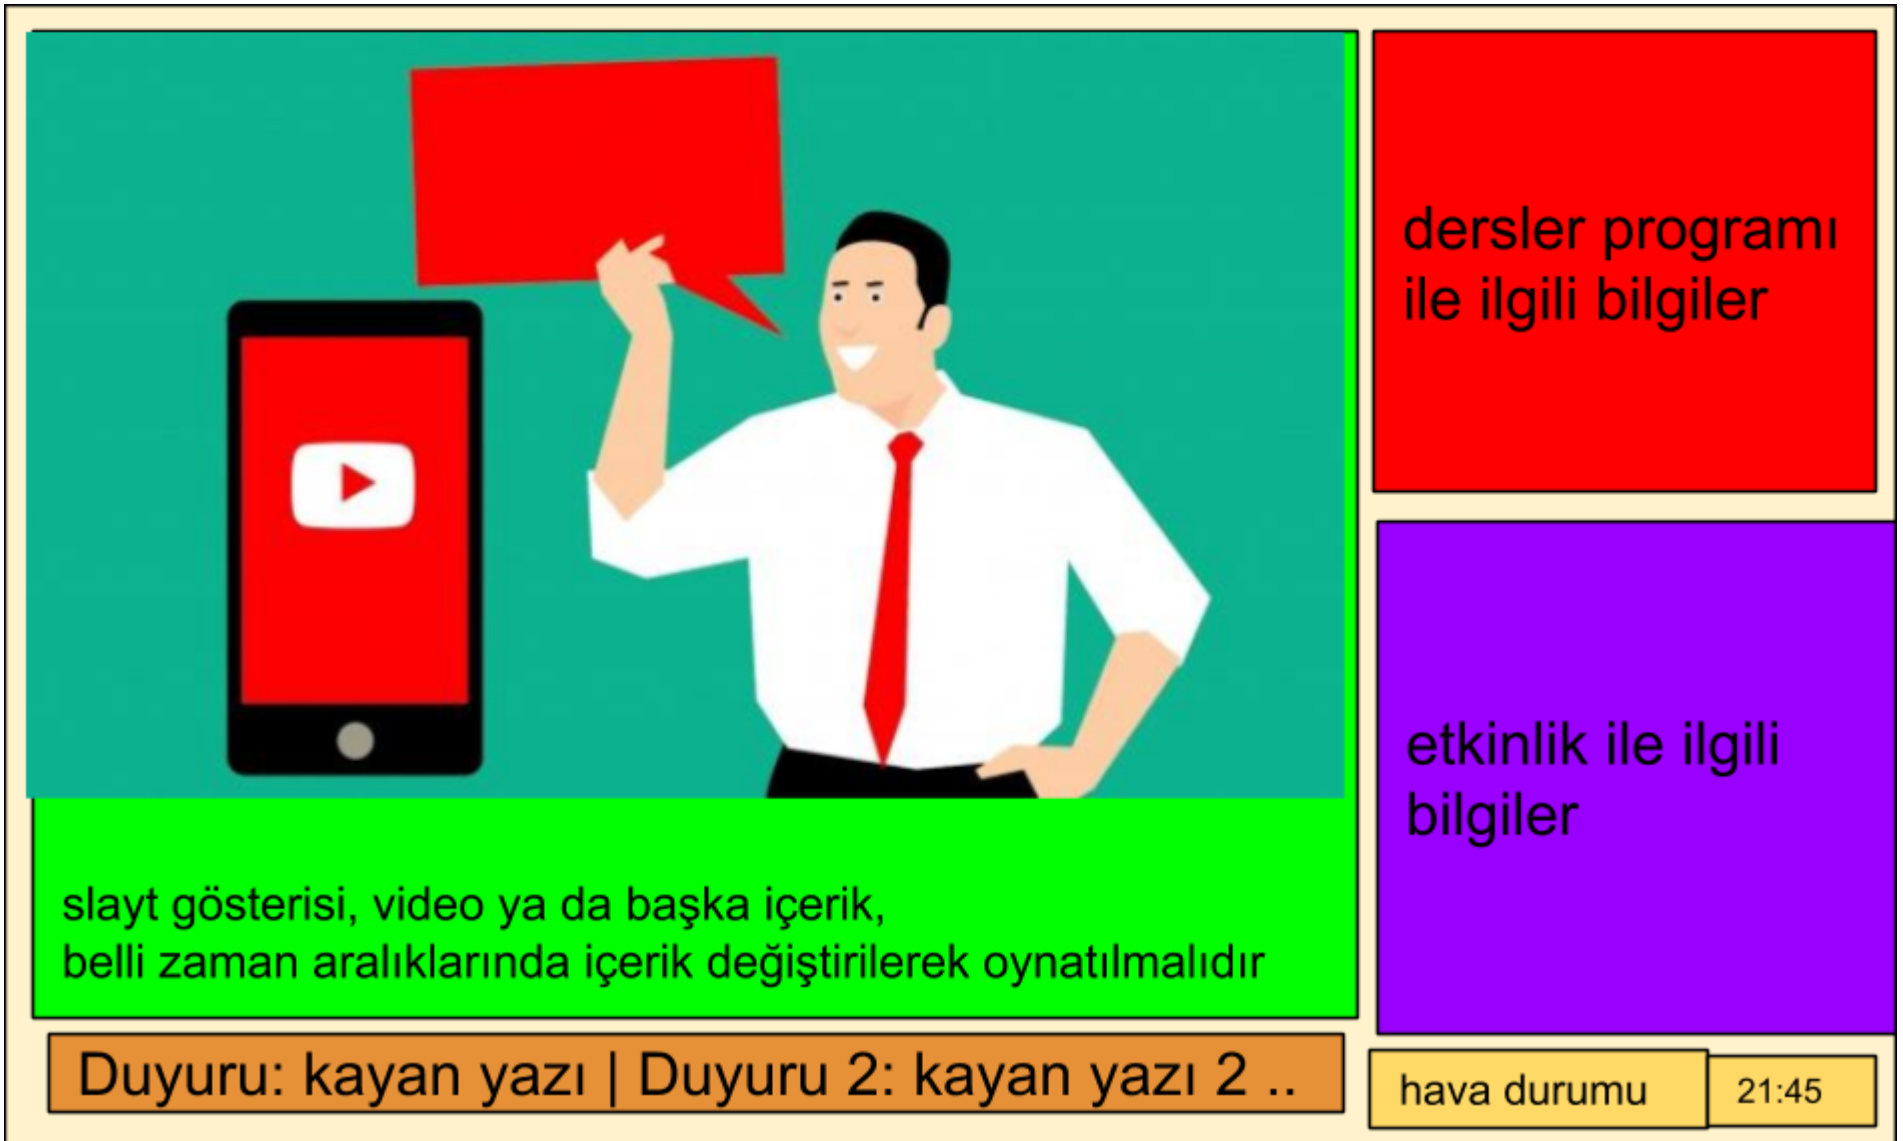 dersler programı
ile ilgili bilgiler
etkinlik ile ilgili
bilgiler
slayt gösterisi, video ya da başka içerik,
belli zaman aralıklarında içerik değiştirilerek oynatılmalıdır
Duyuru: kayan yazı | Duyuru 2: kayan yazı 2 ..
hava durumu
21:45